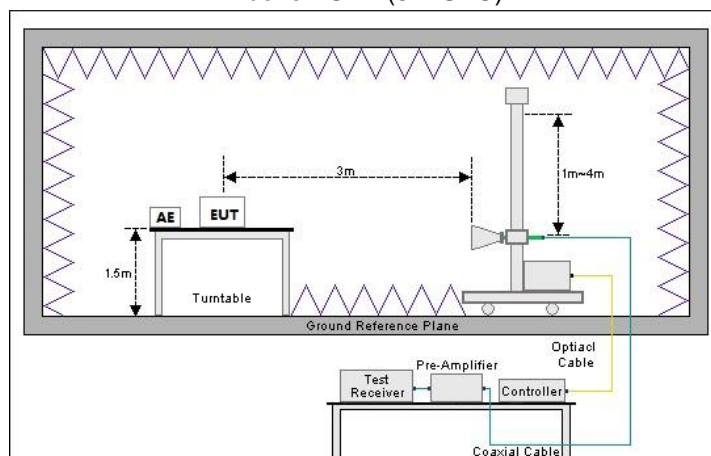 3m
1m~4m
AE
EUT
1.5m
Turntable
Ground Reference Plane
Optiacl
Cable
Pre-Amplifier
Test
Receiver
Controller
Coaxial Cable